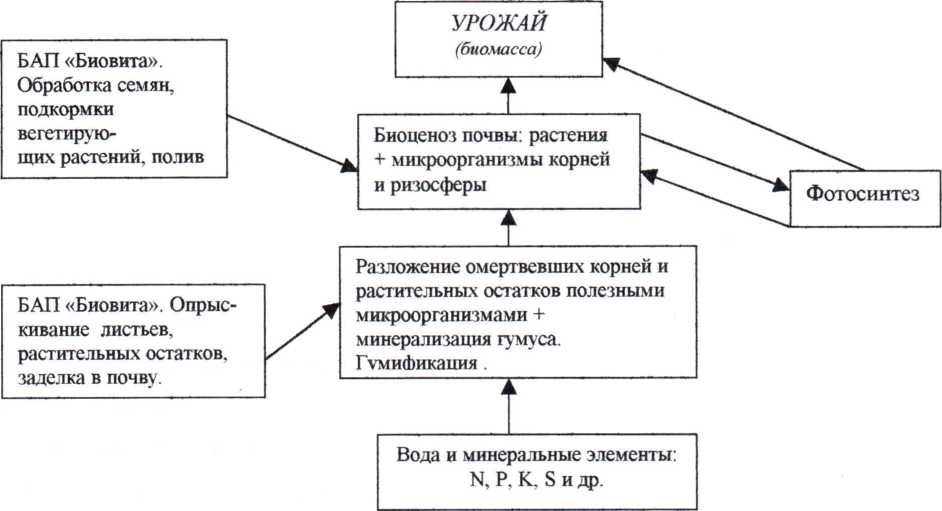 УРОЖАЙ
(биомасса)
БАП «Биовита».
Обработка семян,
подкормки
вегетирую-
щих растений, полив
Биоценоз почвы: растения
+ микроорганизмы корней
и ризосферы
Фотосинтез
Разложение омертвевших корней и
растительных остатков полезными
микроорганизмами +
минерализация гумуса.
Гумификация .
БАП «Биовита». Опрыс-
кивание листьев,
растительных остатков,
заделка в почву.
Вода и минеральные элементы:
N, P, K, S и др.